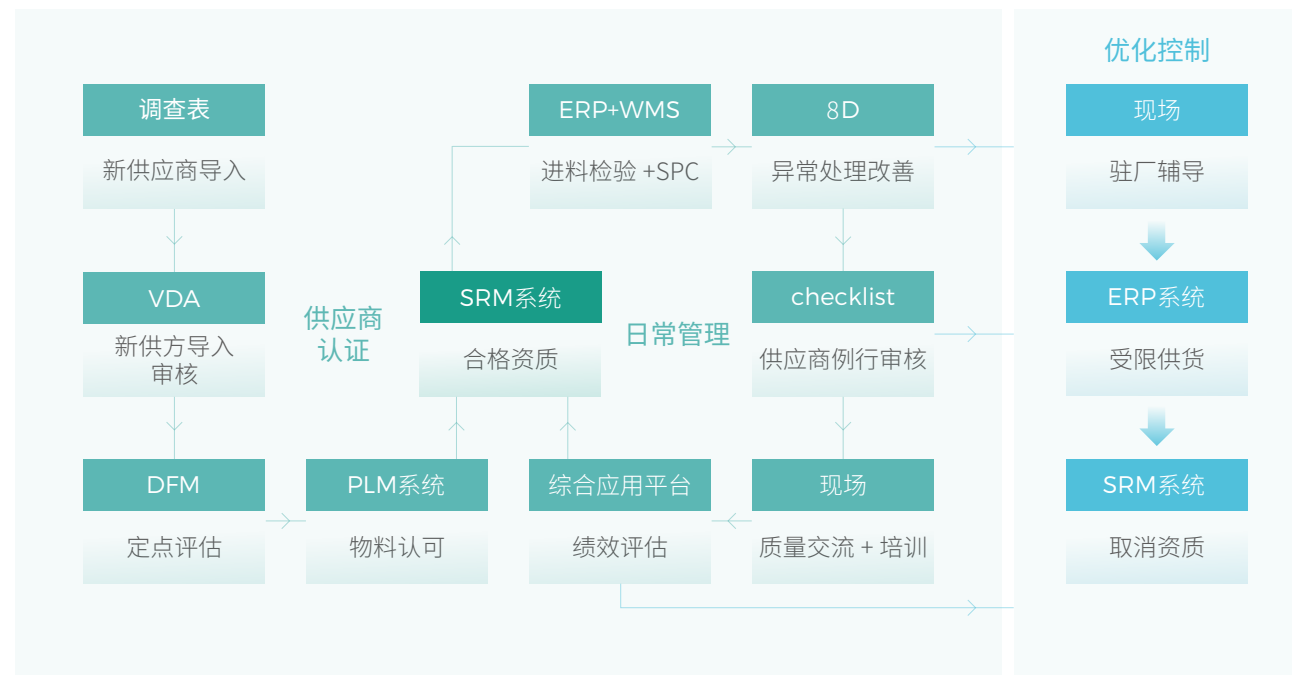 调查表
新供应商导入
VDA
新供方导入
审核
DFM
定点评估
PLM系统
物料认可
供应商
认证
SRM系统
合格资质
ERP+WMS
进料检验 +SPC
8D
异常处理改善
日常管理
checklist
供应商例行审核
现场
质量交流 + 培训
综合应用平台
绩效评估
优化控制
现场
驻厂辅导
ERP系统
受限供货
SRM系统
取消资质